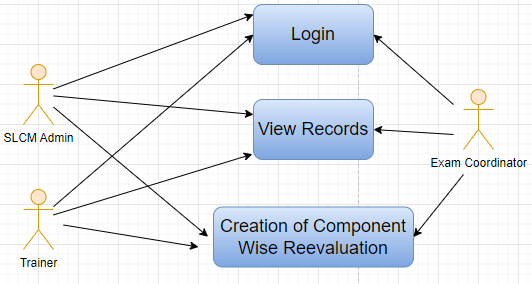 Login
SLCM Admin
View Records
Exam Coordinator
Creation of Component
Wise Reevaluation
Trainer